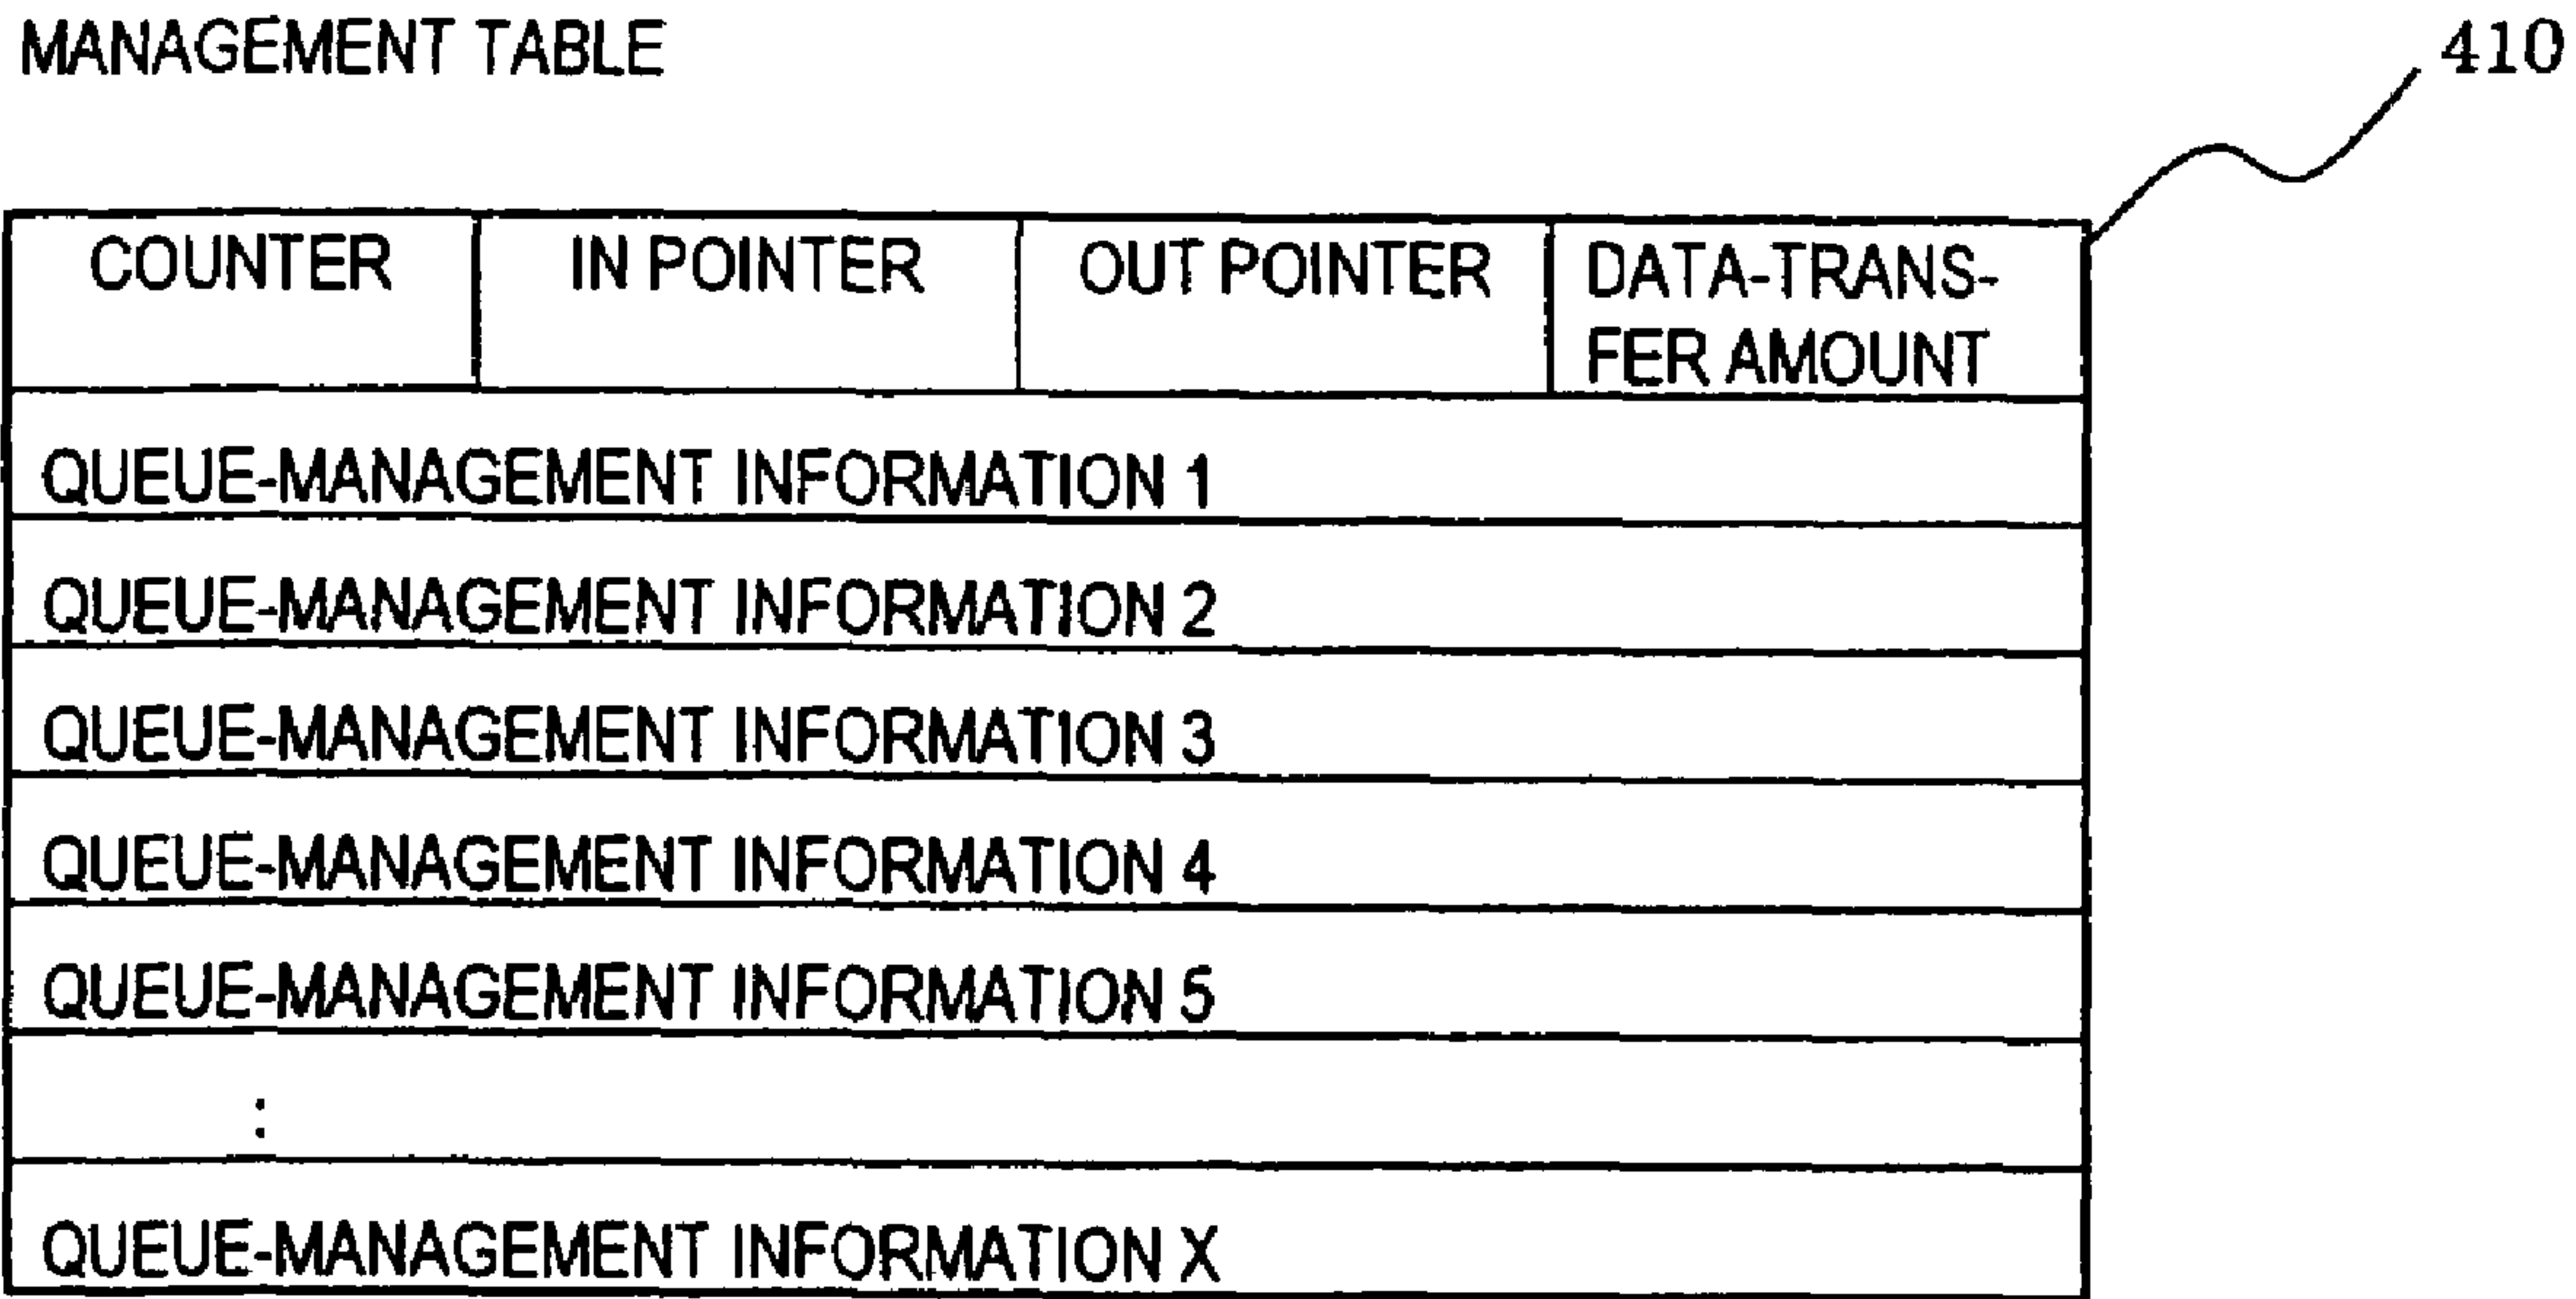 MANAGEMENT TABLE
410
COUNTER IN POINTER OUT POINTER DATA-TRANS-
FER AMOUNT
QUEUE-MANAGEMENT INFORMATION 1
QUEUE-MANAGEMENT INFORMATION 2
QUEUE-MANAGEMENT INFORMATION 3
QUEUE-MANAGEMENT INFORMATION 4
QUEUE-MANAGEMENT INFORMATION 5
:
QUEUE-MANAGEMENT INFORMATION X